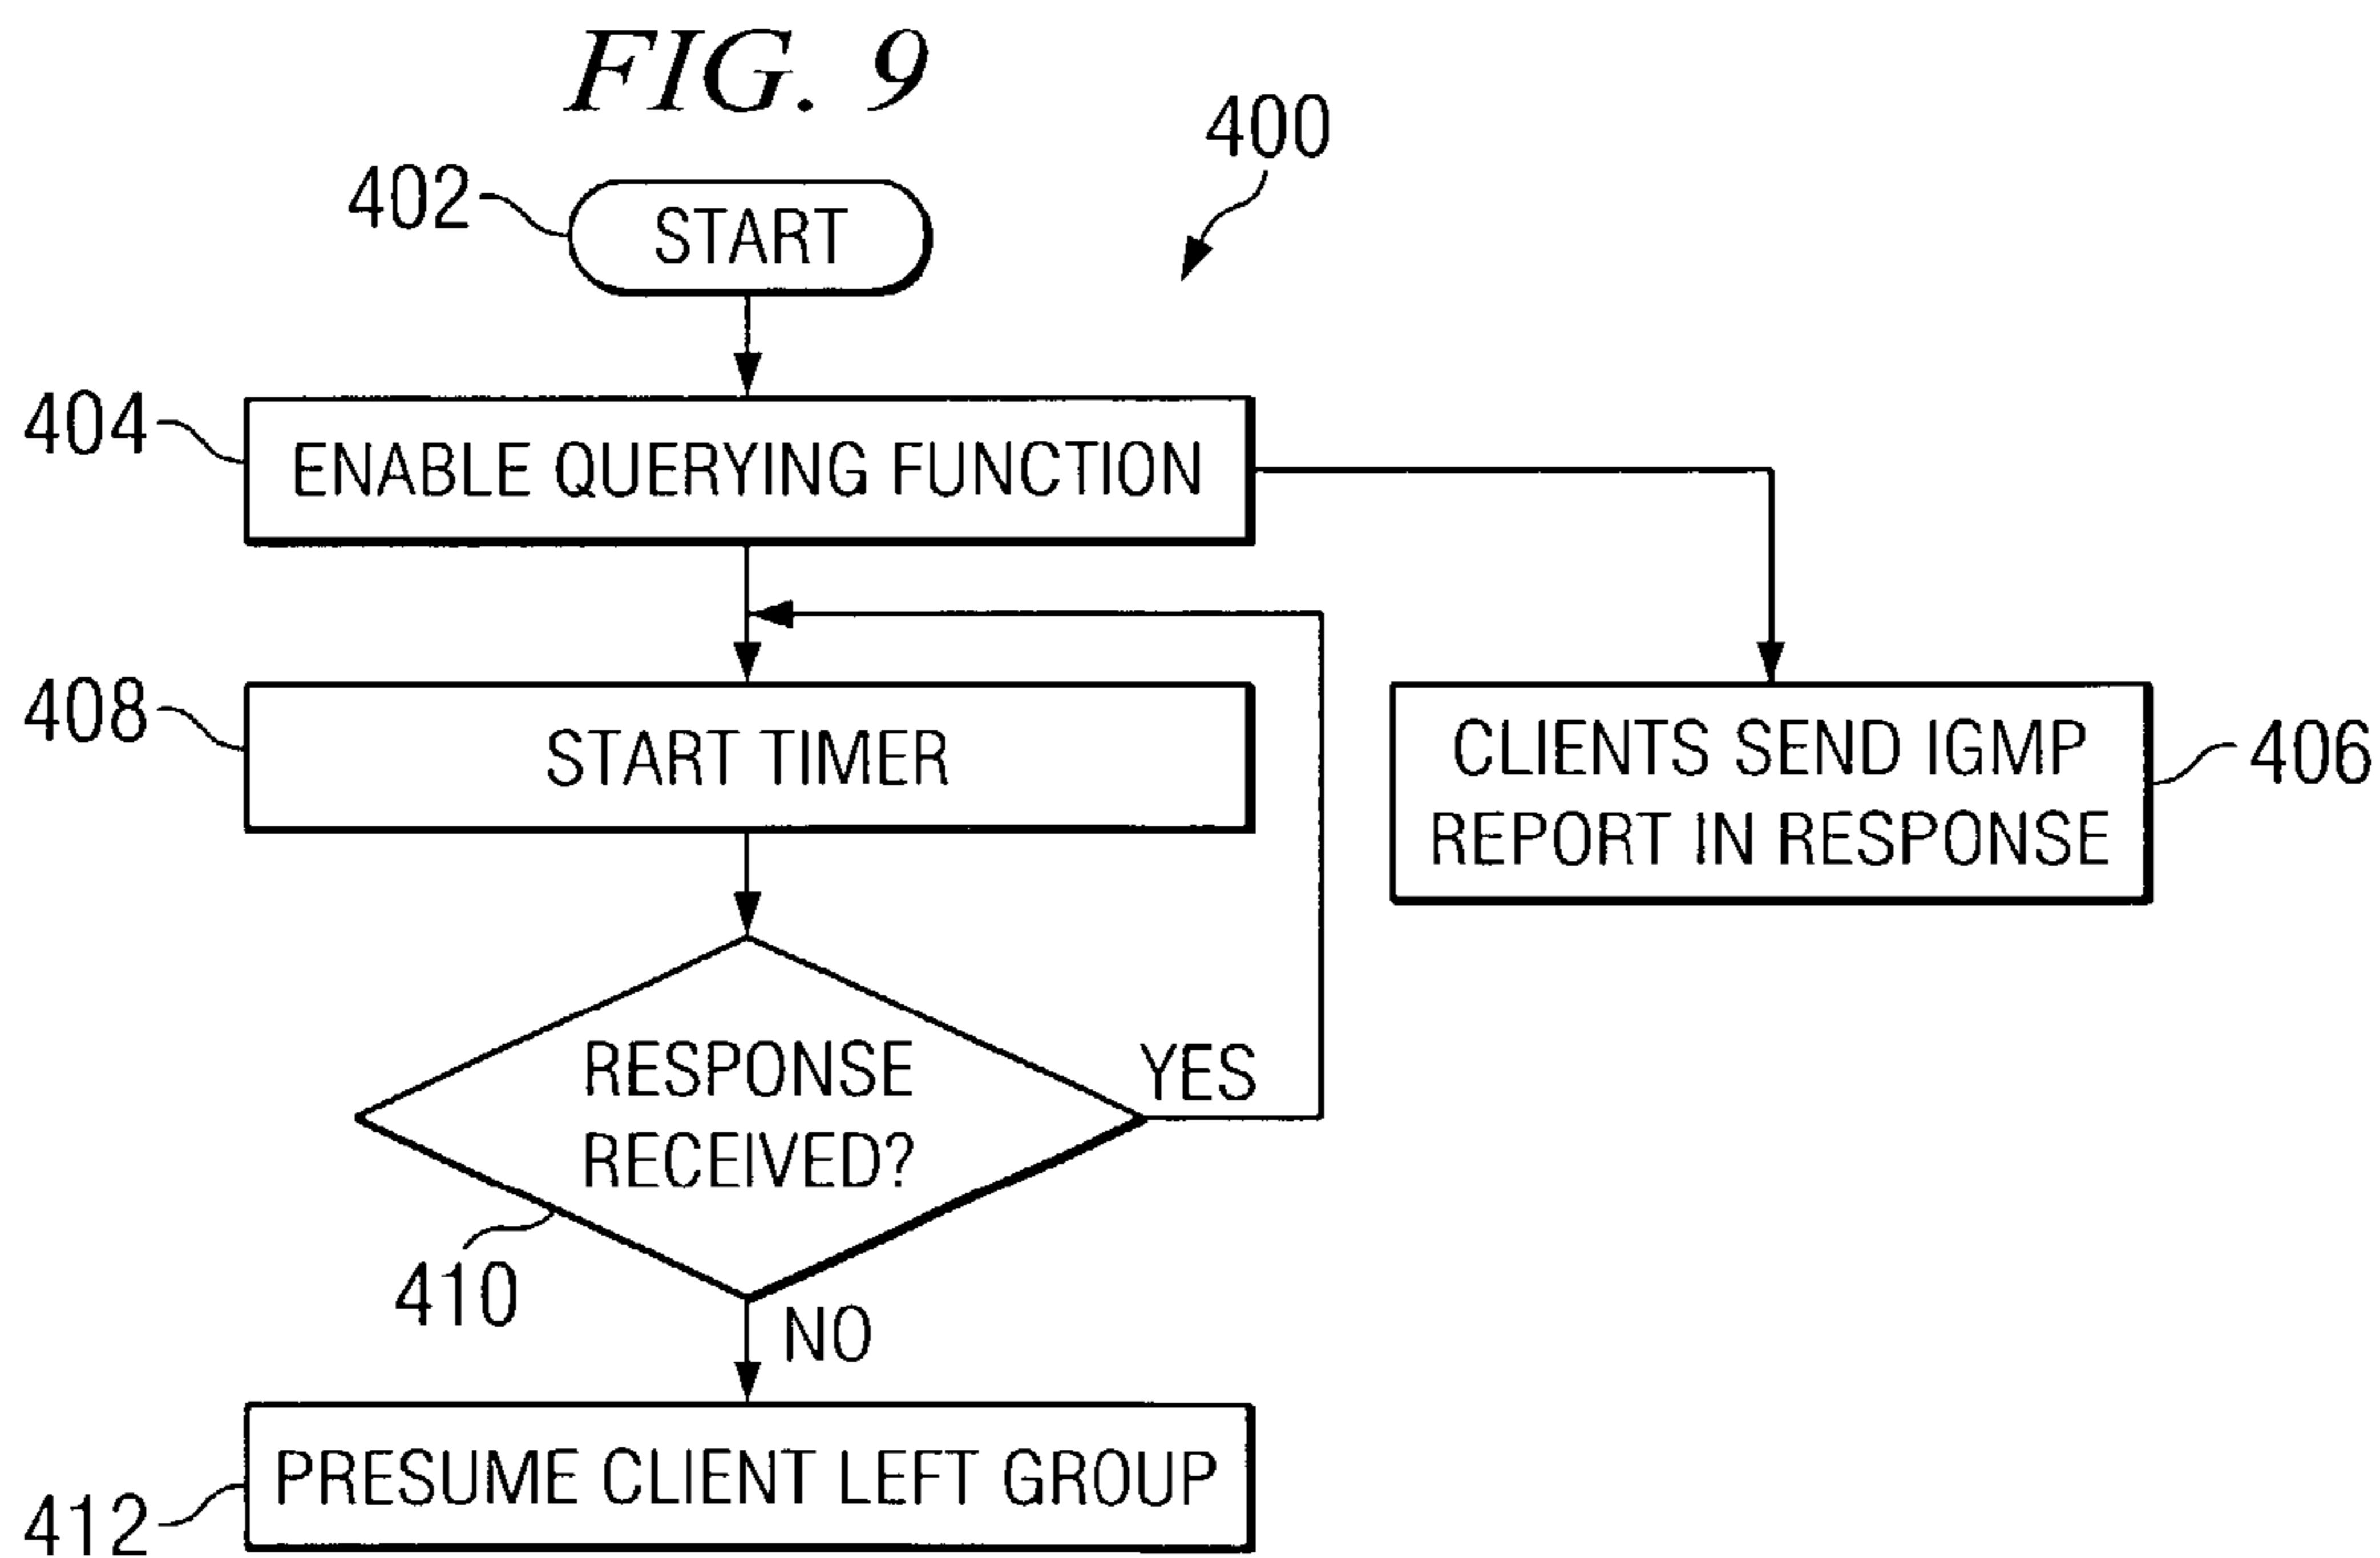 FIG. 9
400
402
START
404
ENABLE QUERYING FUNCTION
408
START TIMER
CLIENTS SEND IGMP
REPORT IN RESPONSE
406
RESPONSE
RECEIVED?
YES
410
NO
PRESUME CLIENT LEFT GROUP
412